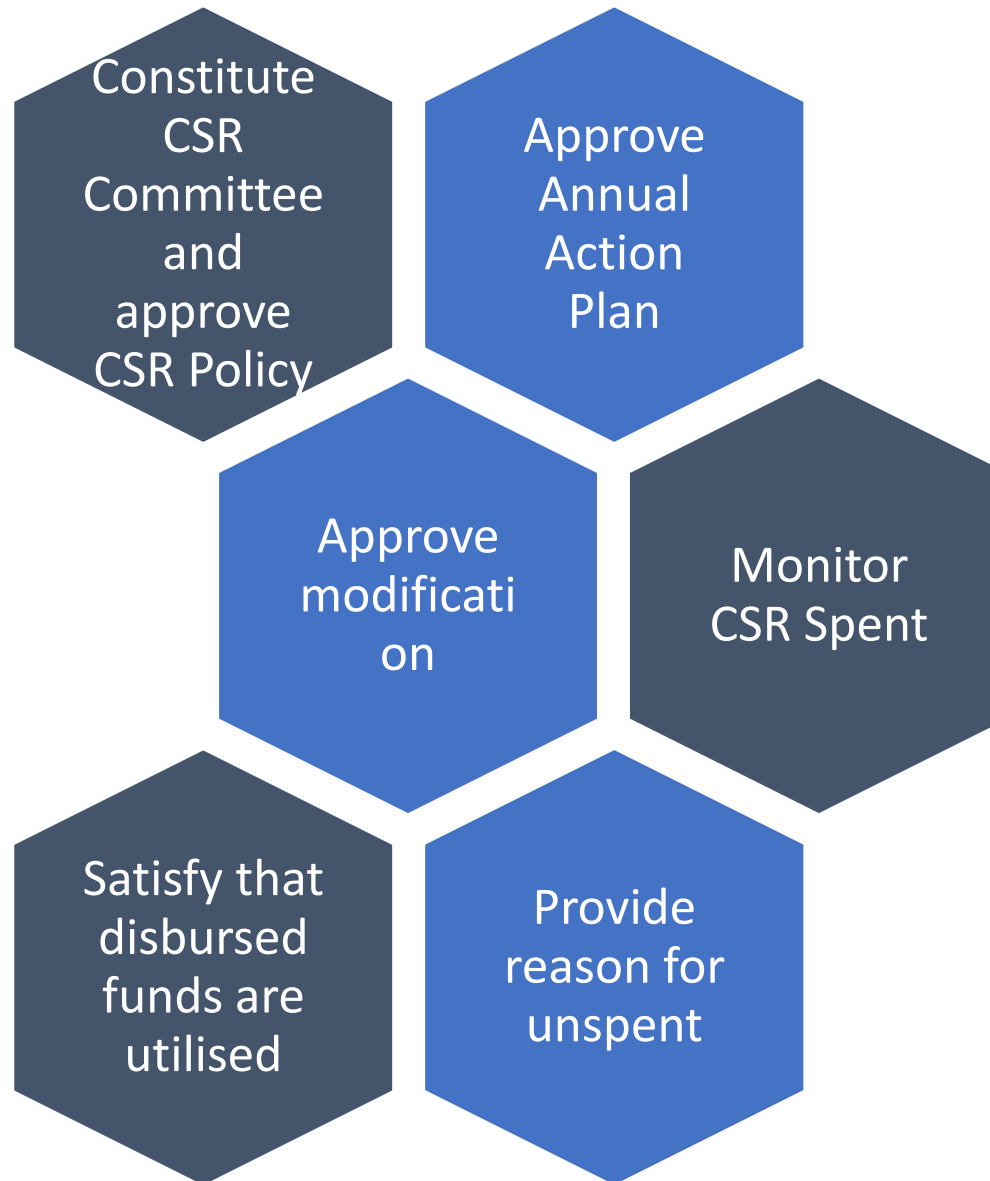 Constitute
CSR
Committee
and
approve
CSR Policy
Approve
Annual
Action
Plan
Approve
modificati
on
Monitor
CSR Spent
Satisfy that
disbursed
funds are
utilised
Provide
reason for
unspent